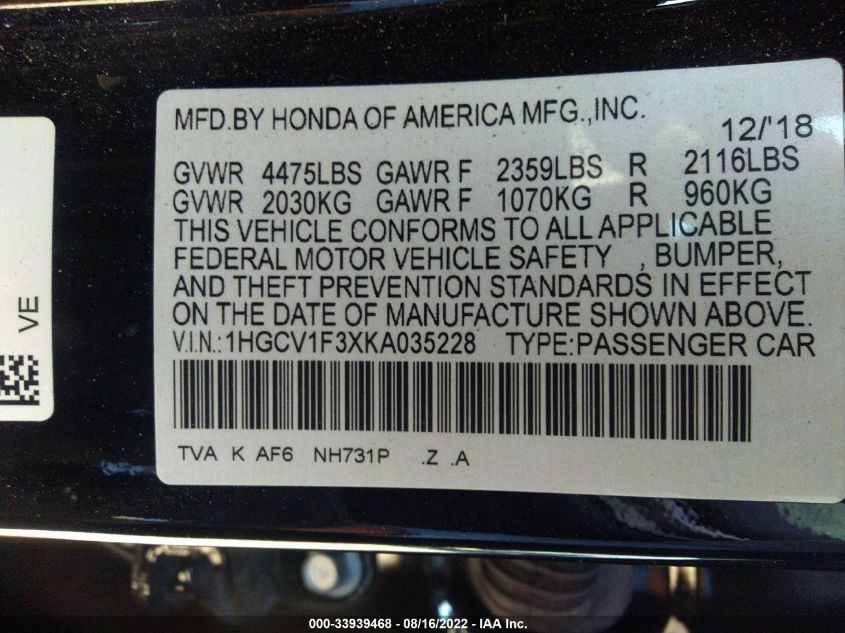 MFD.BY HONDA OF AMERICA MFG.,INC.
12/'18
GVWR 4475LBS GAWR F 2359LBS R 2116LBS
GVWR 2030KG GAWR F 1070KG R 960KG
THIS VEHICLE CONFORMS TO ALL APPLICABLE
FEDERAL MOTOR VEHICLE SAFETY , BUMPER,
AND THEFT PREVENTION STANDARDS IN EFFECT
ON THE DATE OF MANUFACTURE SHOWN ABOVE.
V.I.N.:1HGCV1F3XKA035228 TYPE:PASSENGER CAR
TVA K AF6 NH731P .Z .A
VE
000-33939468 - 08/16/2022 - IAA Inc.